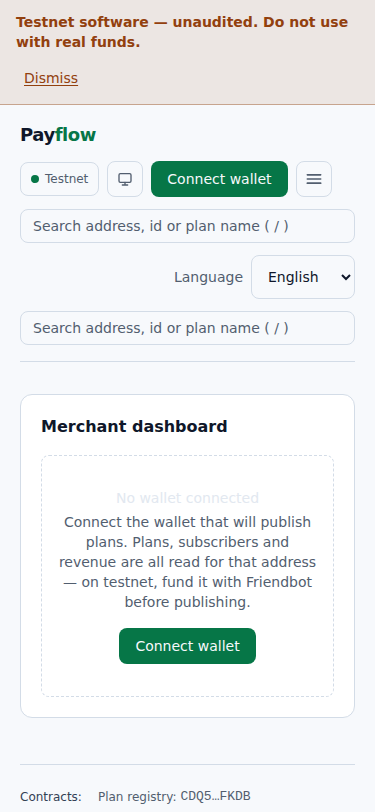 Testnet software — unaudited. Do not use
with real funds.
Dismiss
Payflow
Testnet
Connect wallet
Search address, id or plan name ( / )
Language
English
Search address, id or plan name ( / )
Merchant dashboard
No wallet connected
Connect the wallet that will publish
plans. Plans, subscribers and
revenue are all read for that address
— on testnet, fund it with Friendbot
before publishing.
Connect wallet
Contracts: Plan registry: CDQ5…FKDB